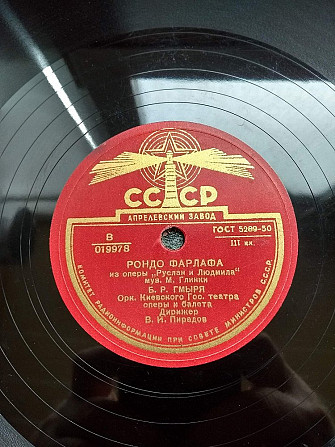 СССР
АПРЕЛЕВСКИЙ ЗАВОД
ГОСТ 5289-50
В
019978
III кл.
РОНДО ФАРЛАФА
из оперы „Руслан и Людмила“
муз. М. Глинки
Б. Р. ГМЫРЯ
Орк. Киевского Гос. театра
оперы и балета
Дирижер
В. И. Пирадов
КОМИТЕТ РАДИОИНФОРМАЦИИ ПРИ СОВЕТЕ МИНИСТРОВ СССР.